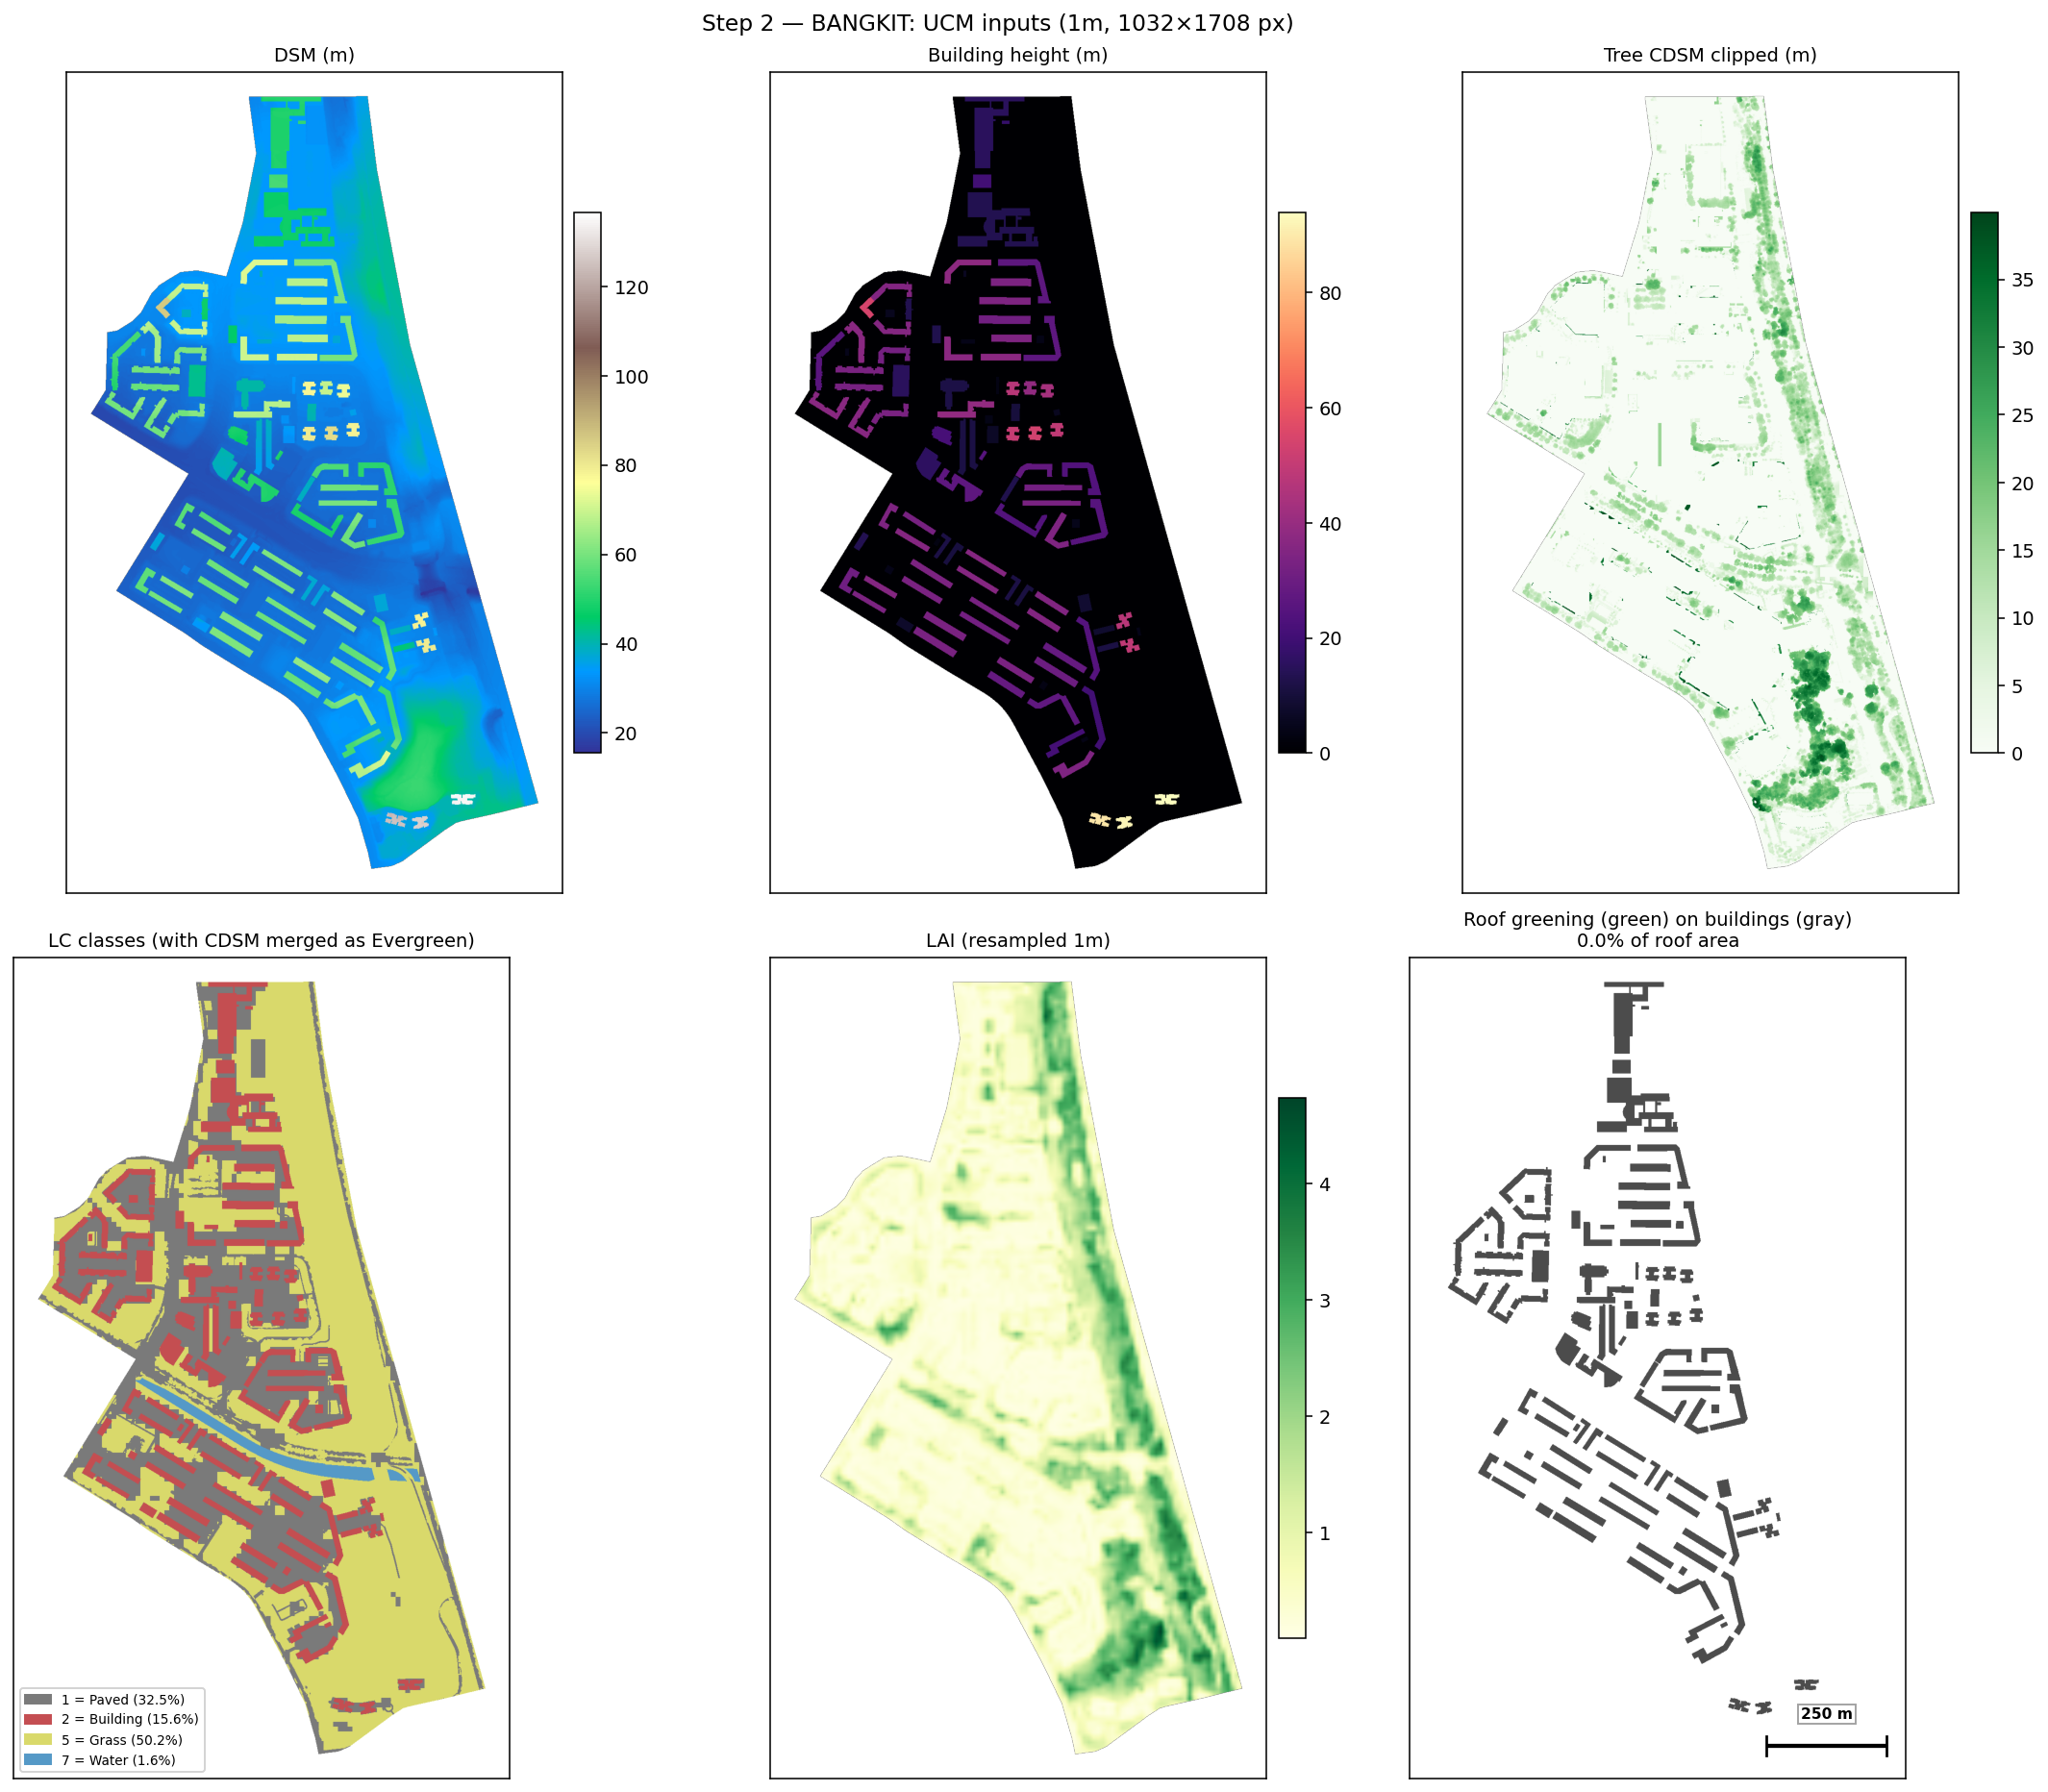 Step 2 — BANGKIT: UCM inputs (1m, 1032×1708 px)
DSM (m)
120
100
80
60
40
20
Building height (m)
80
60
40
20
0
Tree CDSM clipped (m)
35
30
25
20
15
10
5
0
LC classes (with CDSM merged as Evergreen)
1 = Paved (32.5%)
2 = Building (15.6%)
5 = Grass (50.2%)
7 = Water (1.6%)
LAI (resampled 1m)
4
3
2
1
Roof greening (green) on buildings (gray)
0.0% of roof area
250 m